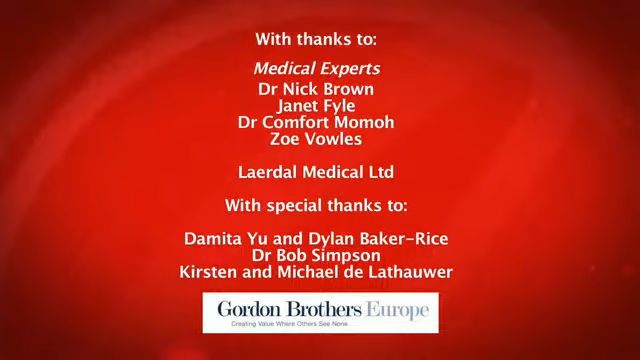 With thanks to:
Medical Experts
Dr Nick Brown
Janet Fyle
Dr Comfort Momoh
Zoe Vowles
Laerdal Medical Ltd
With special thanks to:
Damita Yu and Dylan Baker-Rice
Dr Bob Simpson
Kirsten and Michael de Lathauwer
Gordon Brothers Europe
Creating Value Where Others See None